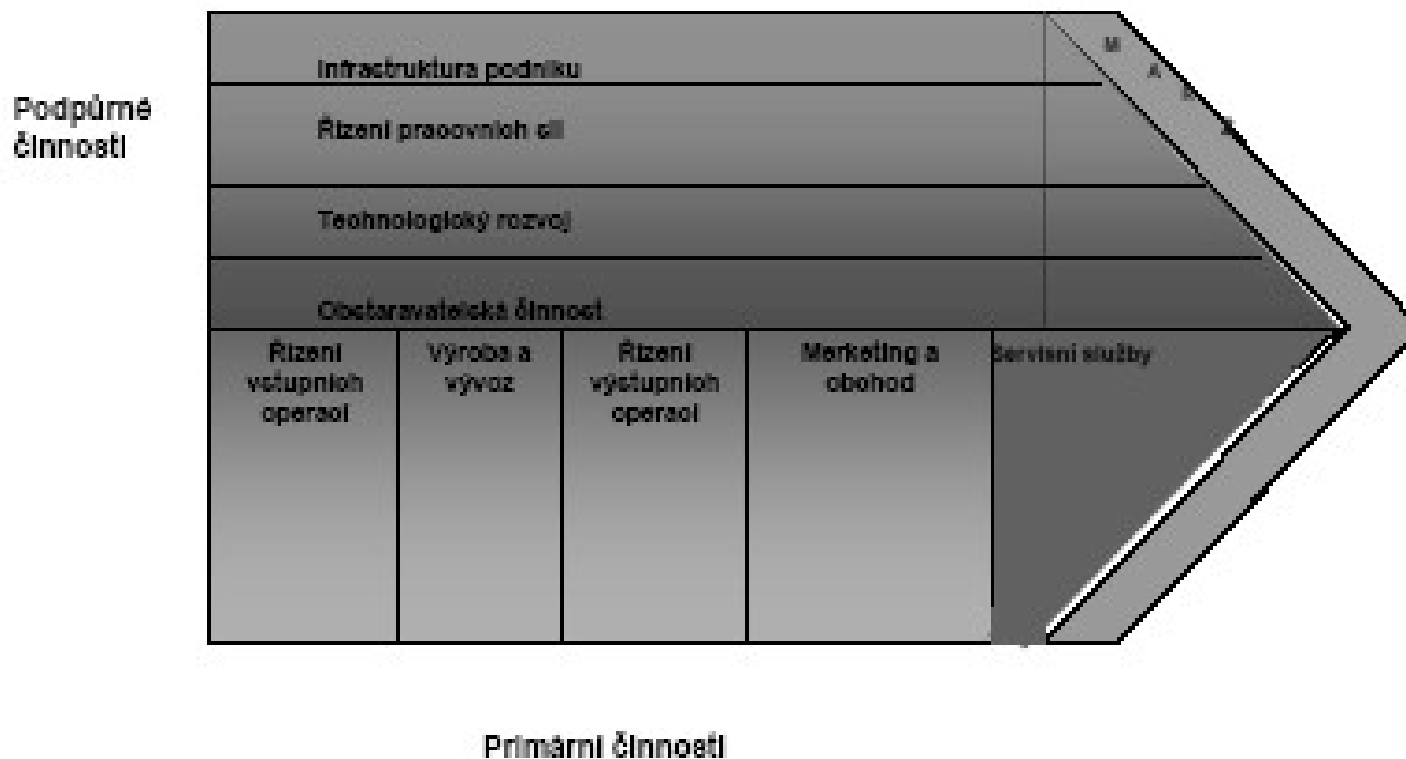 Infrastruktura podniku
Podpůrné
činnosti
Řízení pracovních sil
Technologický rozvoj
Obstaravatelská činnost
Řízení
vstupních
operací
Výroba a
vývoz
Řízení
výstupních
operací
Merketing a
obchod
Servisní služby
M
A
Primární činnosti